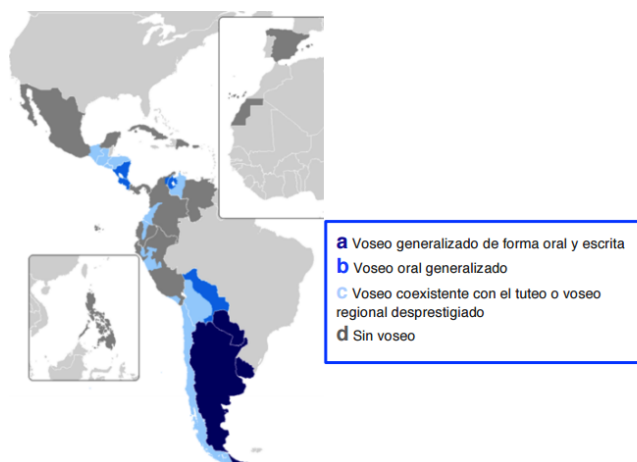 a Voseo generalizado de forma oral y escrita
b Voseo oral generalizado
c Voseo coexistente con el tuteo o voseo
regional desprestigiado
d Sin voseo